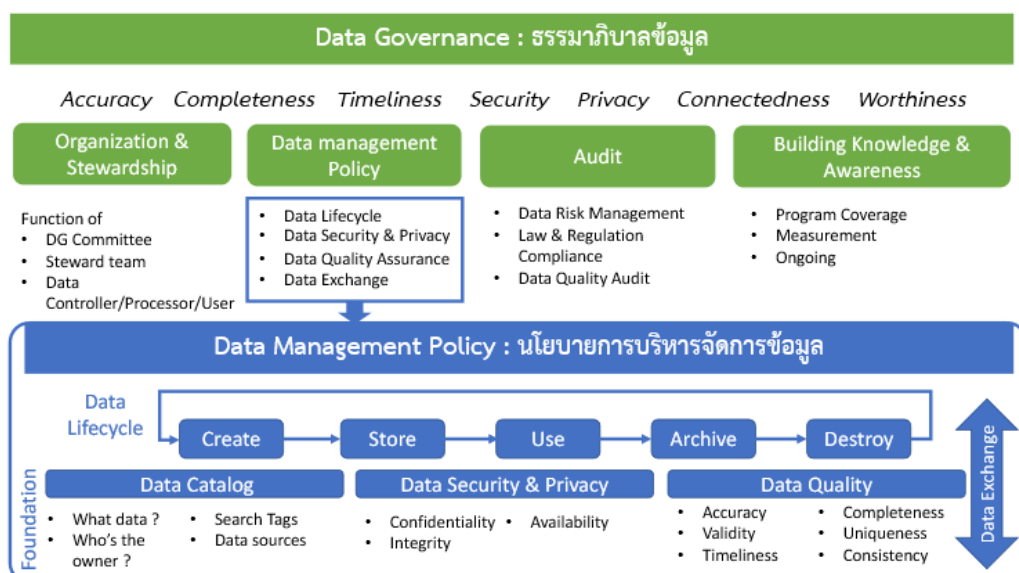 Data Governance : ธรรมาภิบาลข้อมูล
Accuracy Completeness Timeliness Security Privacy Connectedness Worthiness
Organization &
Stewardship
Function of
• DG Committee
• Steward team
• Data
Controller/Processor/User
Data management
Policy
• Data Lifecycle
• Data Security & Privacy
• Data Quality Assurance
• Data Exchange
Audit
• Data Risk Management
• Law & Regulation
Compliance
• Data Quality Audit
Building Knowledge &
Awareness
• Program Coverage
• Measurement
• Ongoing
Data Management Policy : นโยบายการบริหารจัดการข้อมูล
Data
Lifecycle
Create
Store
Use
Archive
Destroy
Data Exchange
Foundation
Data Catalog
• What data ?
• Who's the
owner ?
• Search Tags
• Data sources
Data Security & Privacy
• Confidentiality
• Integrity
• Availability
Data Quality
• Accuracy
• Validity
• Timeliness
• Completeness
• Uniqueness
• Consistency